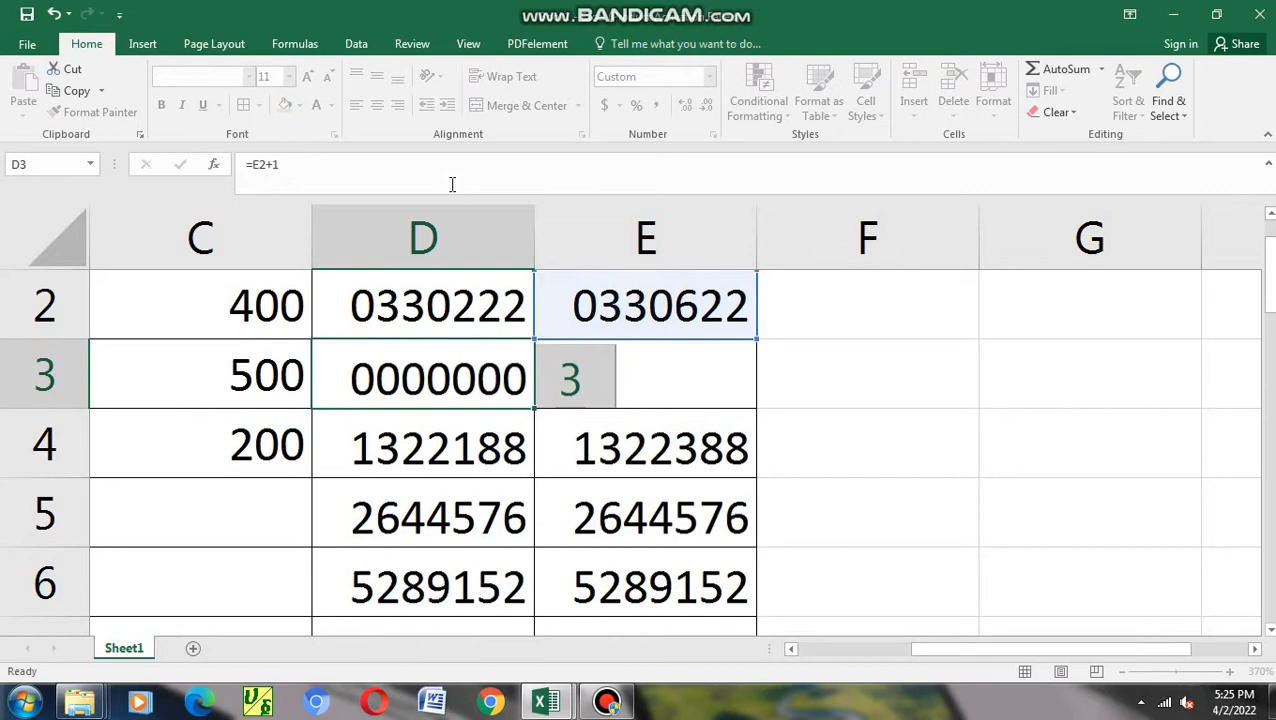 www.BANDICAM.com
File Home Insert Page Layout Formulas Data Review View PDFelement Tell me what you want to do... Sign in Share
Paste Cut Copy Format Painter
11 B I U A A A
Wrap Text Merge & Center
Custom $ % ,
Conditional Formatting Format as Table Cell Styles
Insert Delete Format
AutoSum Fill Clear
Sort & Filter Find & Select
Clipboard Font Alignment Number Styles Cells Editing
D3 fx =E2+1
C D E F G
2 400 0330222 0330622
3 500 0000000 3
4 200 1322188 1322388
5 2644576 2644576
6 5289152 5289152
Sheet1
Ready 370%
5:25 PM
4/2/2022